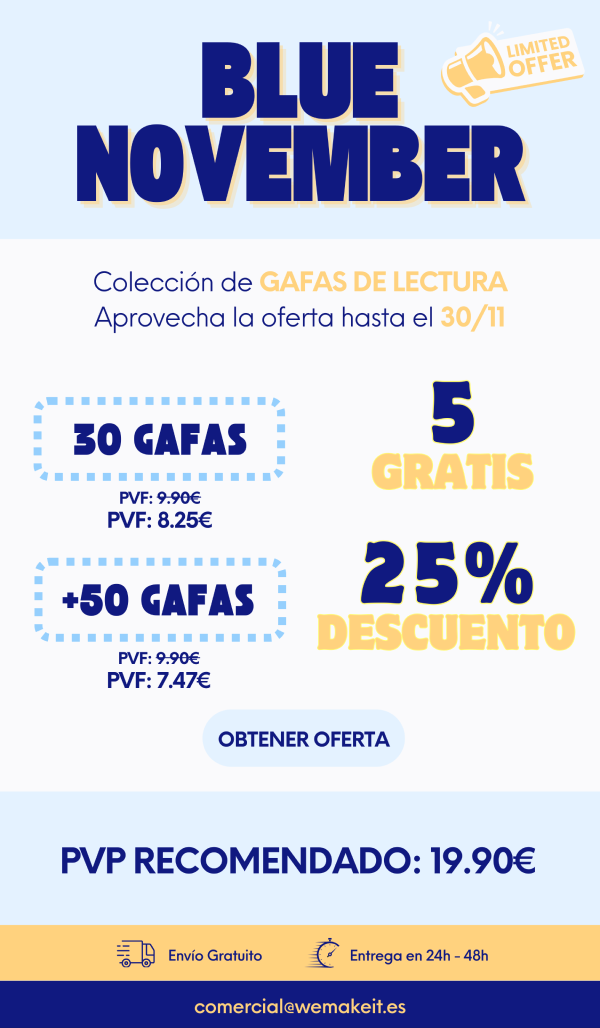 BLUE
NOVEMBER
LIMITED
OFFER
Colección de GAFAS DE LECTURA
Aprovecha la oferta hasta el 30/11
30 GAFAS
PVF: 9.90€
PVF: 8.25€
5
GRATIS
+50 GAFAS
PVF: 9.90€
PVF: 7.47€
25%
DESCUENTO
OBTENER OFERTA
PVP RECOMENDADO: 19.90€
Envío Gratuito
Entrega en 24h - 48h
comercial@wemakeit.es